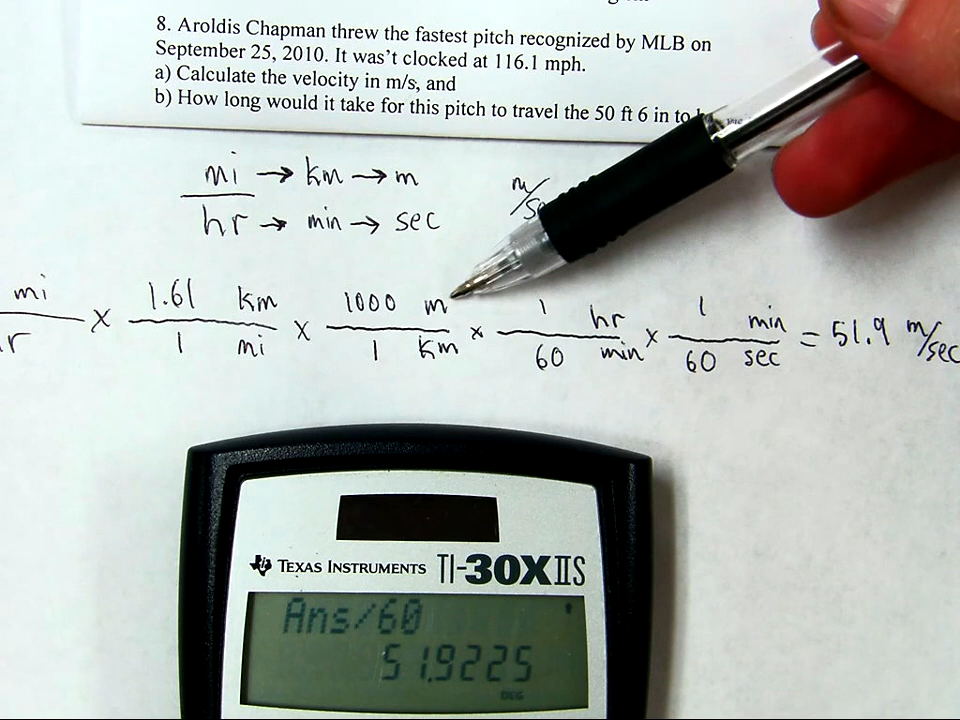 8. Aroldis Chapman threw the fastest pitch recognized by MLB on
September 25, 2010. It was't clocked at 116.1 mph.
a) Calculate the velocity in m/s, and
b) How long would it take for this pitch to travel the 50 ft 6 in to
mi → km → m
hr → min → sec
mi × 1.61 km × 1000 m × 1 hr × 1 min = 51.9 m/sec
1 mi 1 km 60 min 60 sec
TEXAS INSTRUMENTS TI-30X IIS
Ans/60
51.9225
DEG